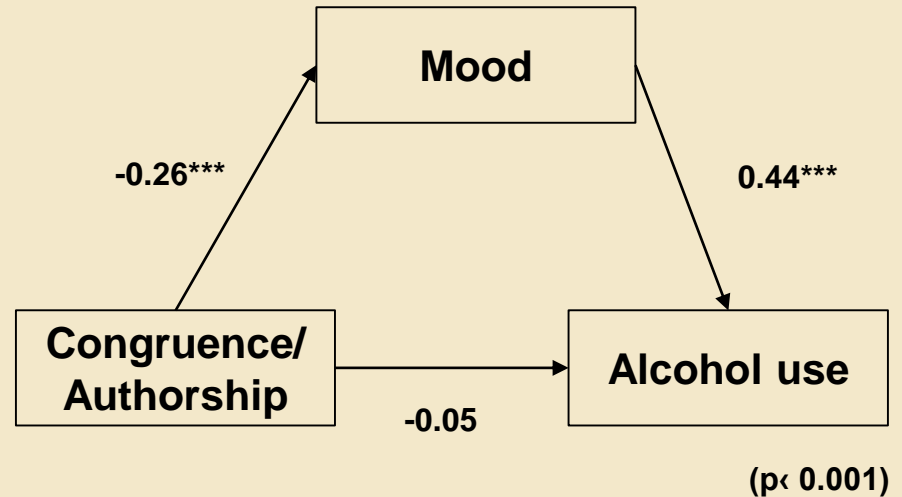 Mood
-0.26***
0.44***
Congruence/
Authorship
Alcohol use
-0.05
(p‹ 0.001)